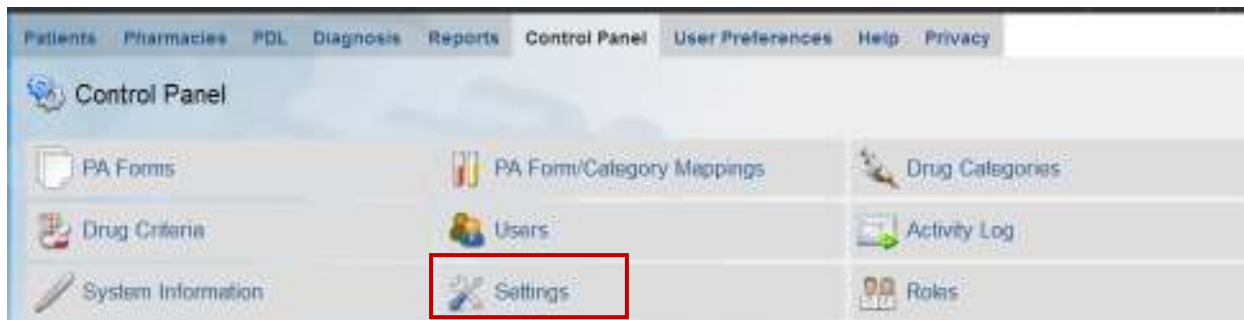 Patients Pharmacies PDL Diagnosis Reports Control Panel User Preferences Help Privacy
Control Panel
PA Forms PA Form/Category Mappings Drug Categories
Drug Criteria Users Activity Log
System Information Settings Roles